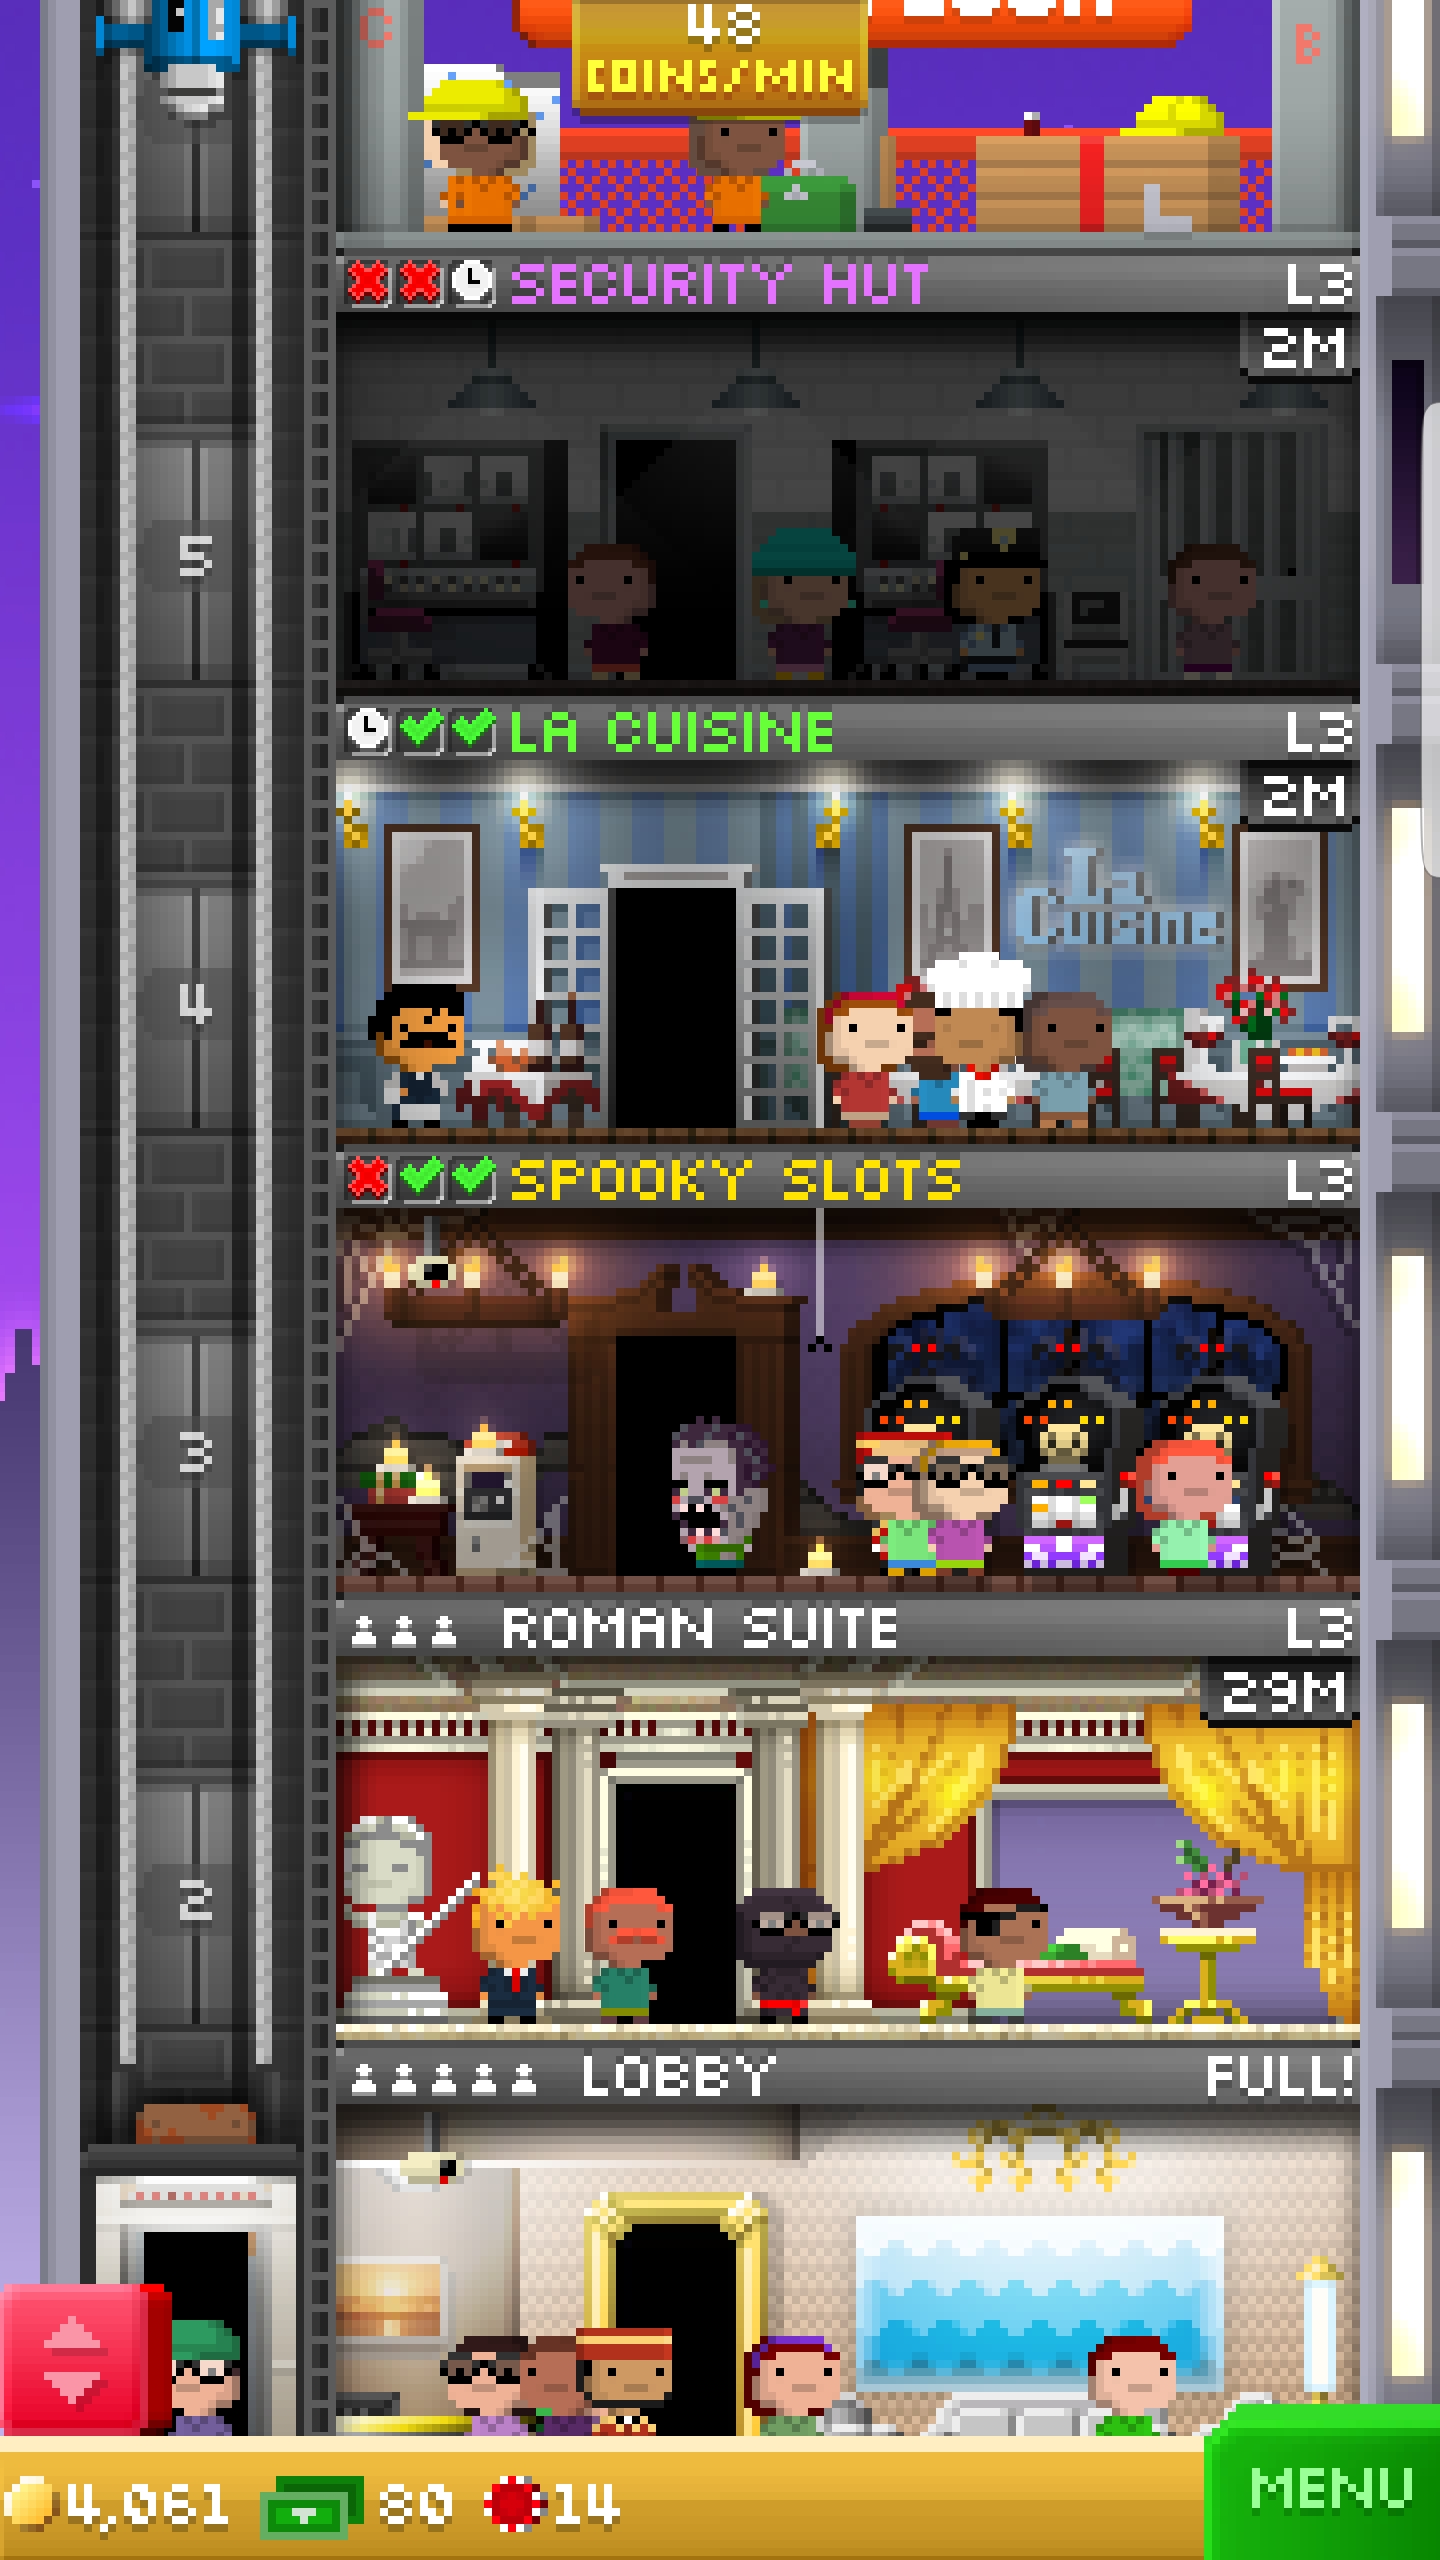 C
B
48
COINS/MIN
SECURITY HUT L3
2M
5
LA CUISINE L3
2M
La
Cuisine
4
SPOOKY SLOTS L3
3
ROMAN SUITE L3
29M
2
LOBBY FULL!
4,061 80 14
MENU